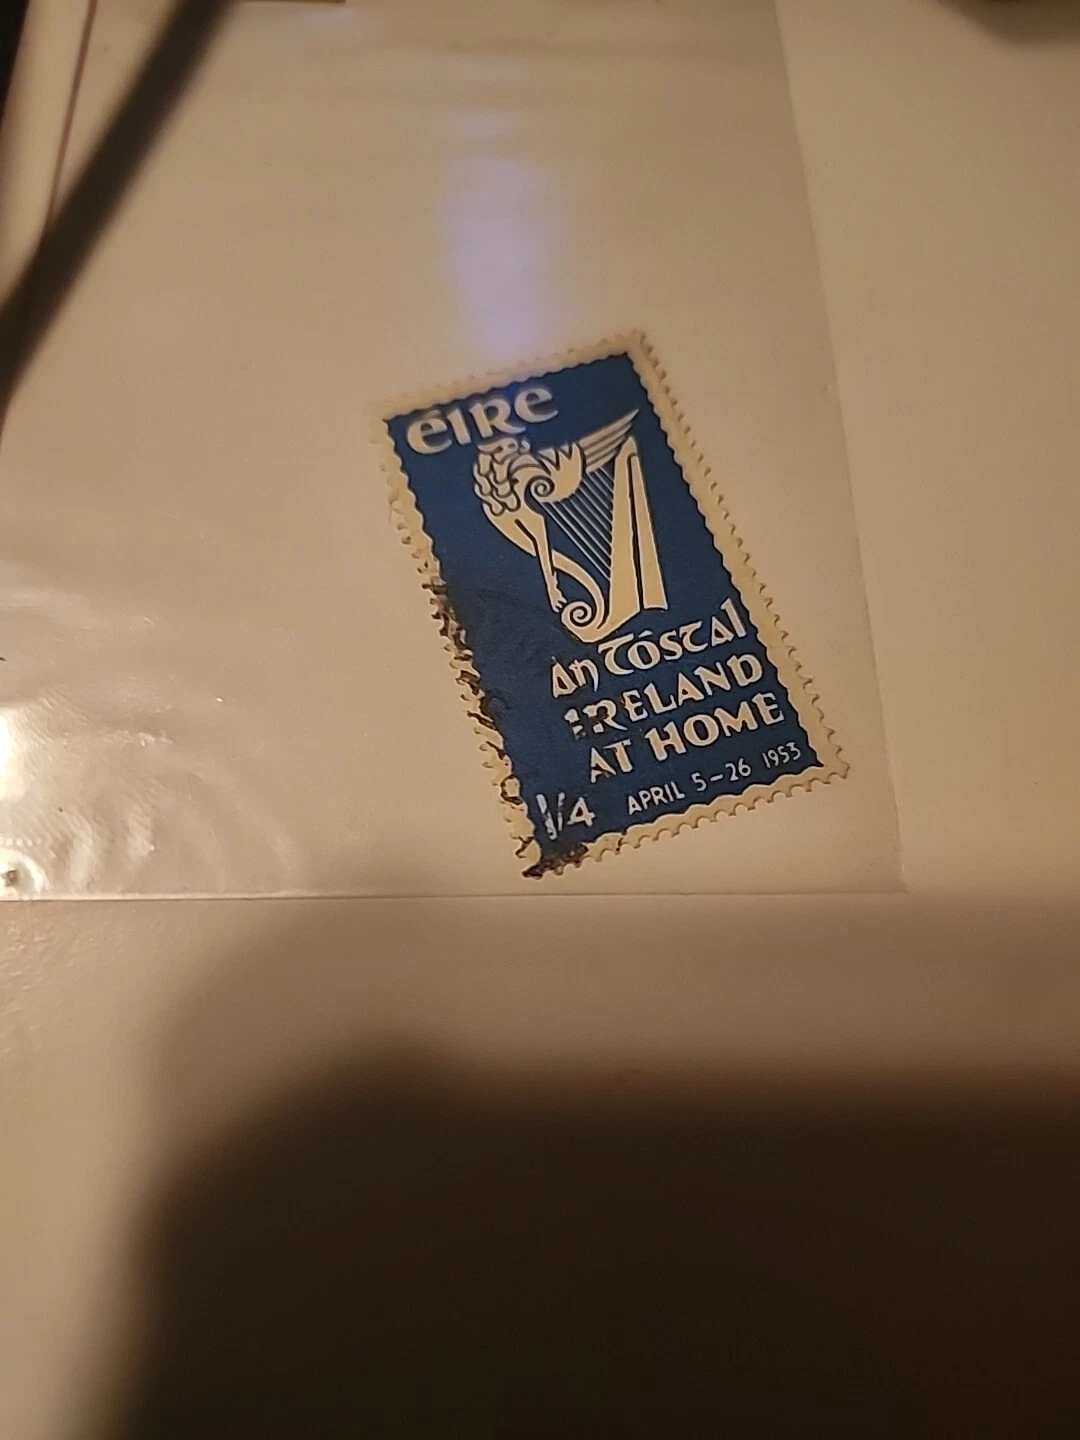 éire
An Tóstal
IRELAND
AT HOME
1/4 APRIL 5-26 1953